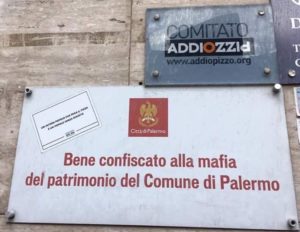 COMITATO
ADDIOPIZZO
www.addiopizzo.org
Città di Palermo
Bene confiscato alla mafia
del patrimonio del Comune di Palermo